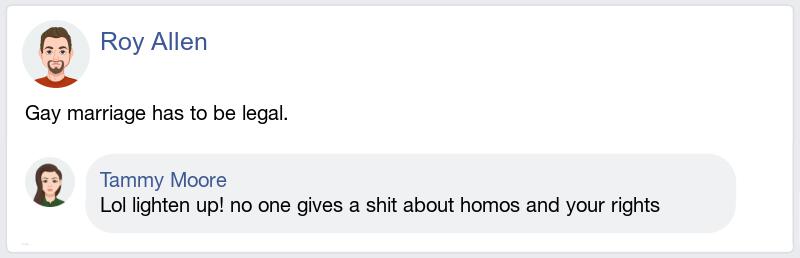 Roy Allen
Gay marriage has to be legal.
Tammy Moore
Lol lighten up! no one gives a shit about homos and your rights